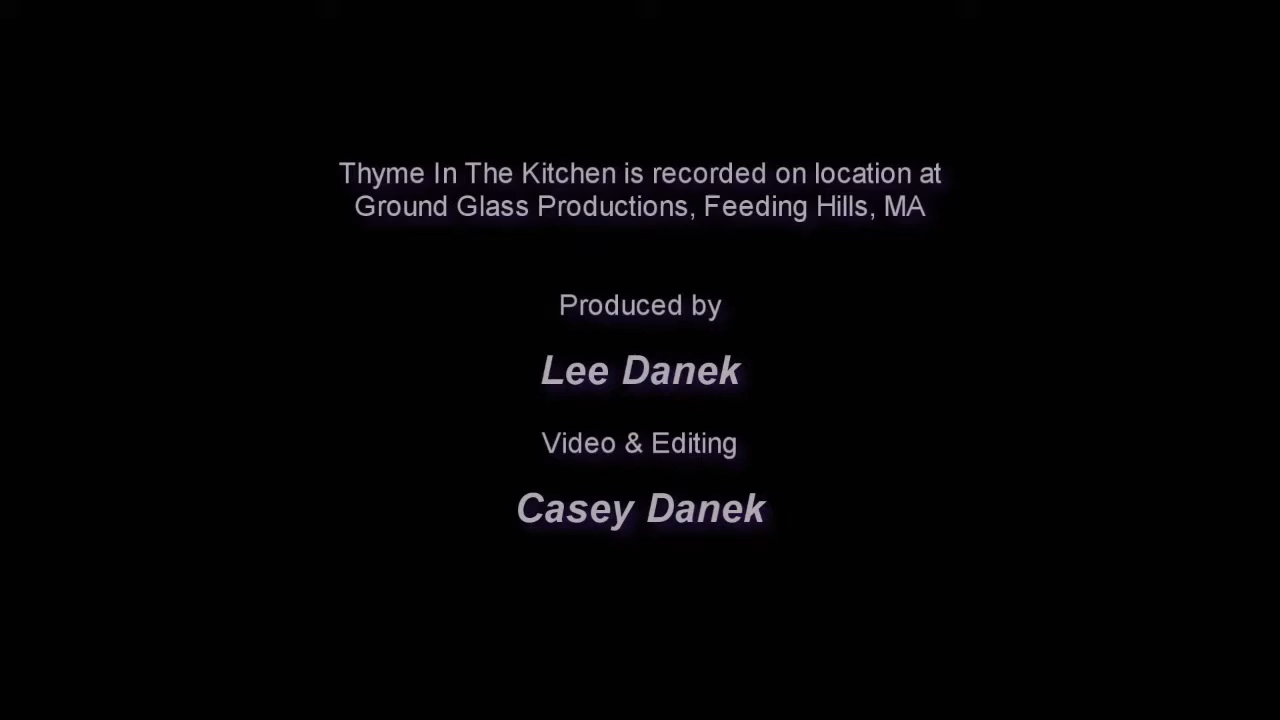 Thyme In The Kitchen is recorded on location at
Ground Glass Productions, Feeding Hills, MA
Produced by
Lee Danek
Video & Editing
Casey Danek